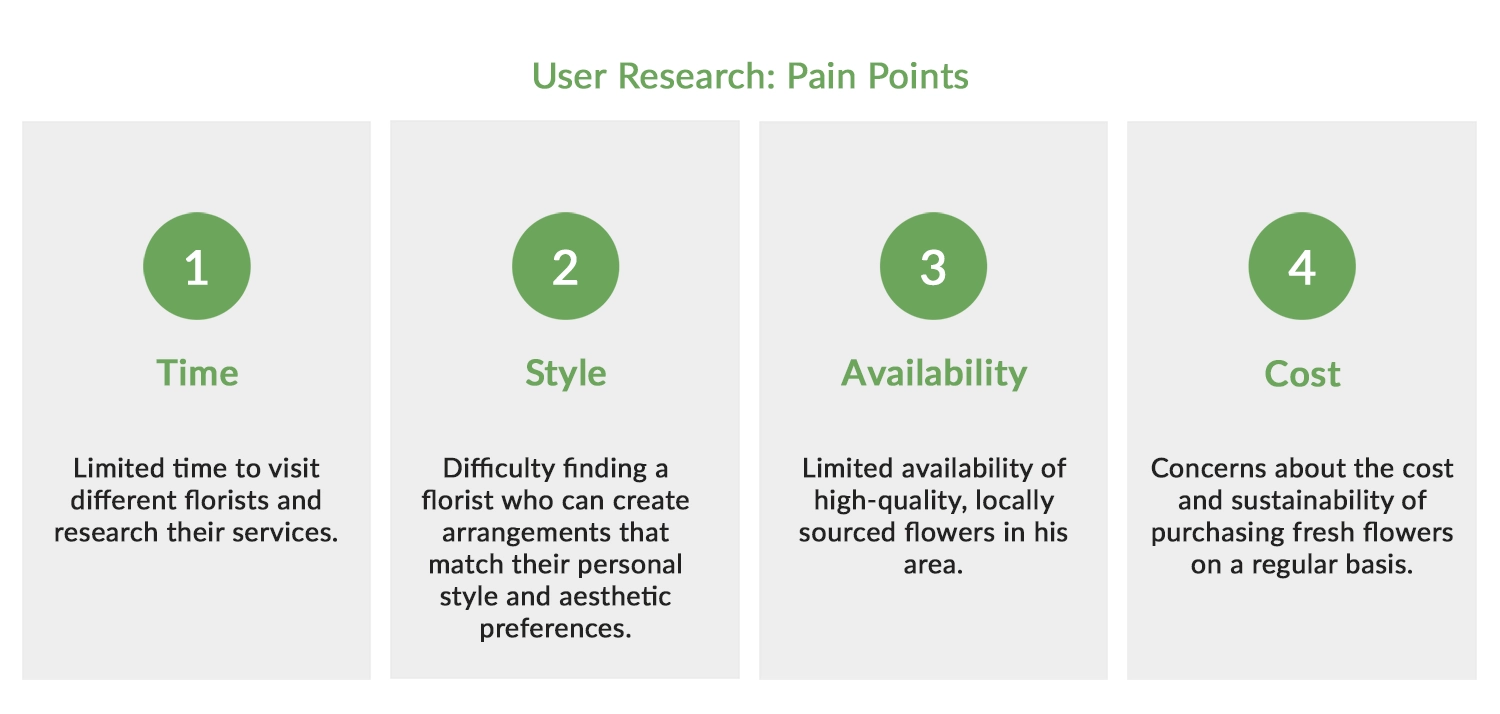 User Research: Pain Points
1
Time
Limited time to visit
different florists and
research their services.
2
Style
Difficulty finding a
florist who can create
arrangements that
match their personal
style and aesthetic
preferences.
3
Availability
Limited availability of
high-quality, locally
sourced flowers in his
area.
4
Cost
Concerns about the cost
and sustainability of
purchasing fresh flowers
on a regular basis.